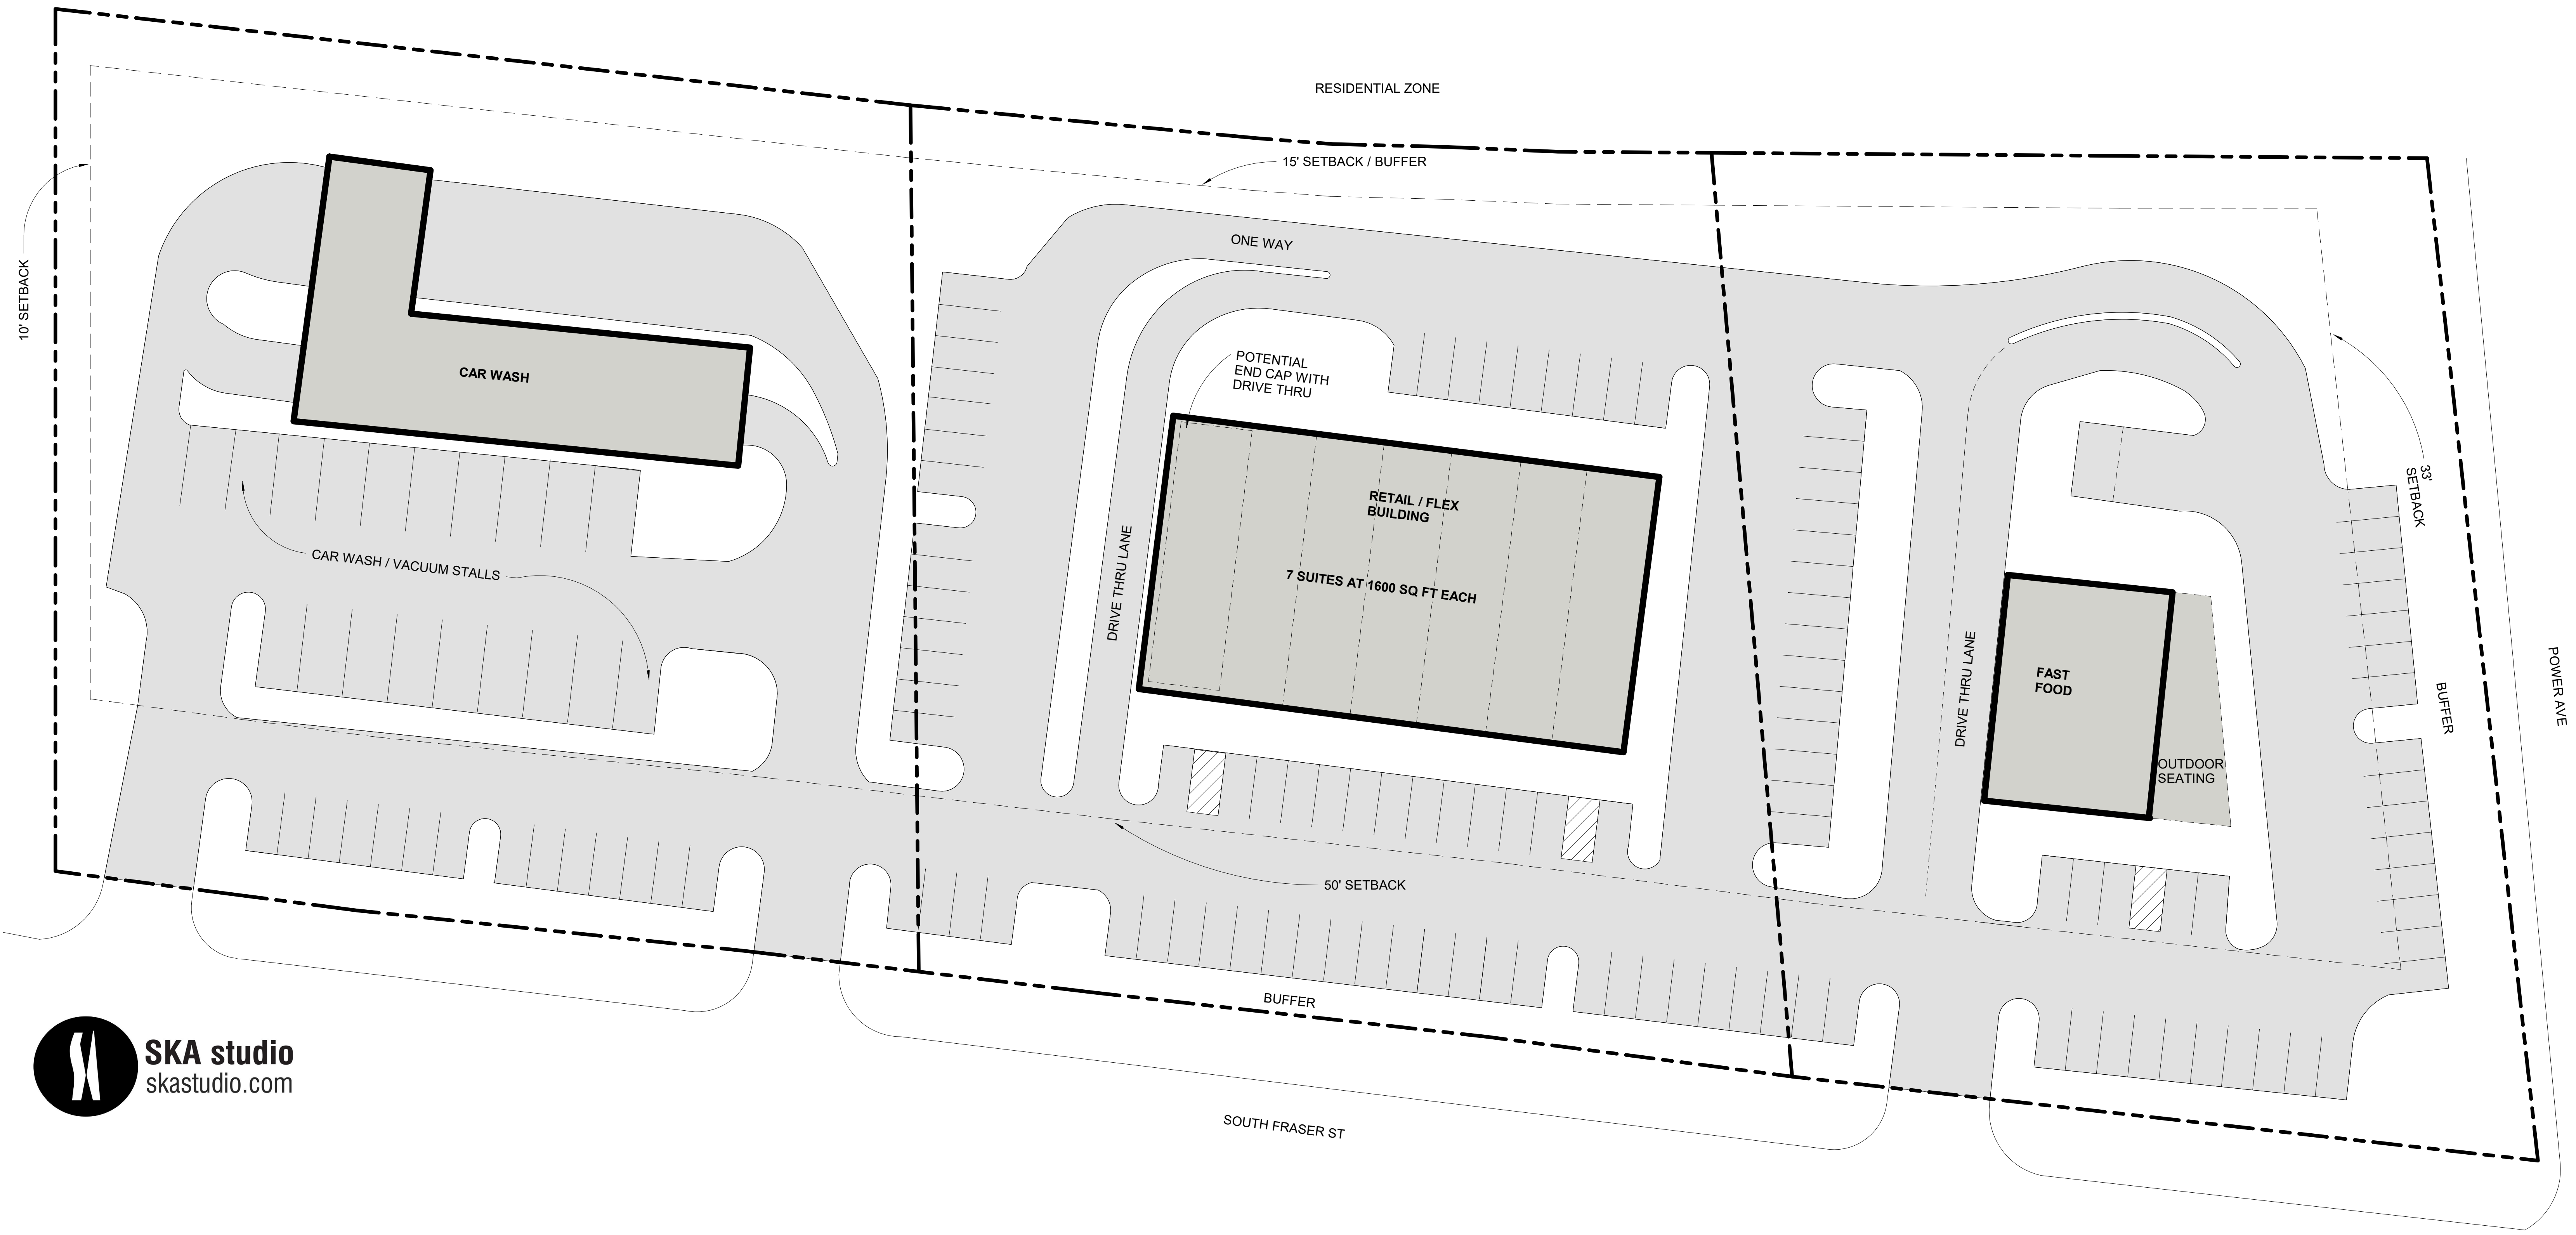 RESIDENTIAL ZONE
15' SETBACK / BUFFER
10' SETBACK
ONE WAY
POTENTIAL
END CAP WITH
DRIVE THRU
CAR WASH
33'
SETBACK
RETAIL / FLEX
BUILDING
CAR WASH / VACUUM STALLS
DRIVE THRU LANE
7 SUITES AT 1600 SQ FT EACH
DRIVE THRU LANE
FAST
FOOD
BUFFER
POWER AVE
OUTDOOR
SEATING
50' SETBACK
BUFFER
SKA studio
skastudio.com
SOUTH FRASER ST